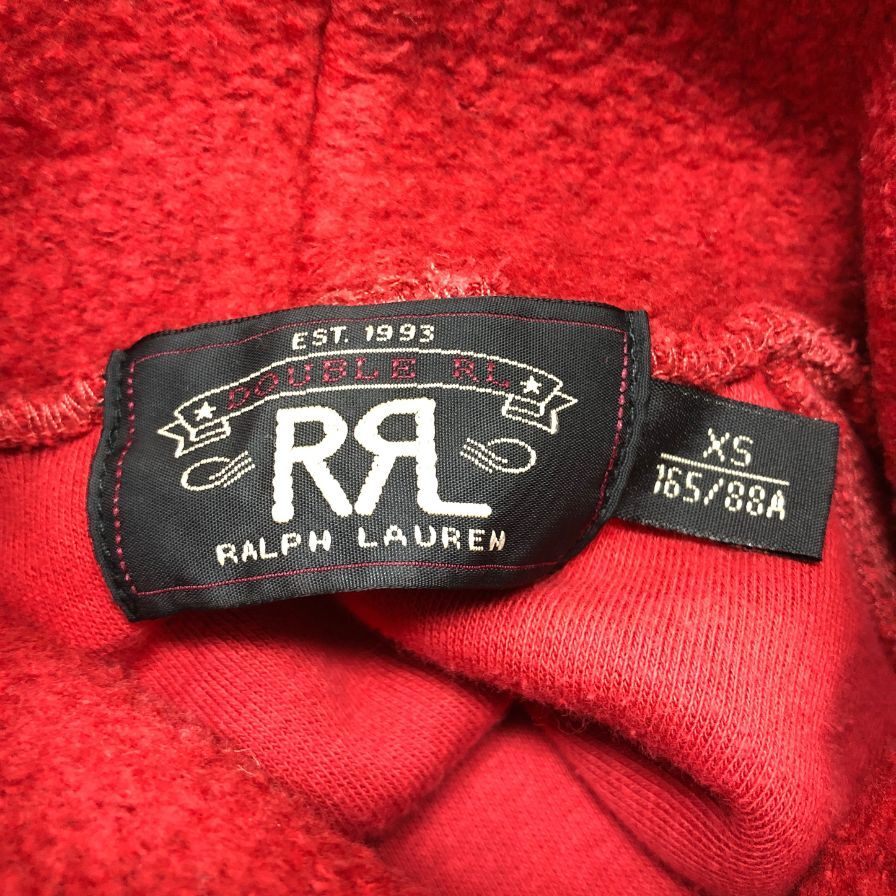 EST. 1993
DOUBLE RL
RRL
RALPH LAUREN
XS
165/88A